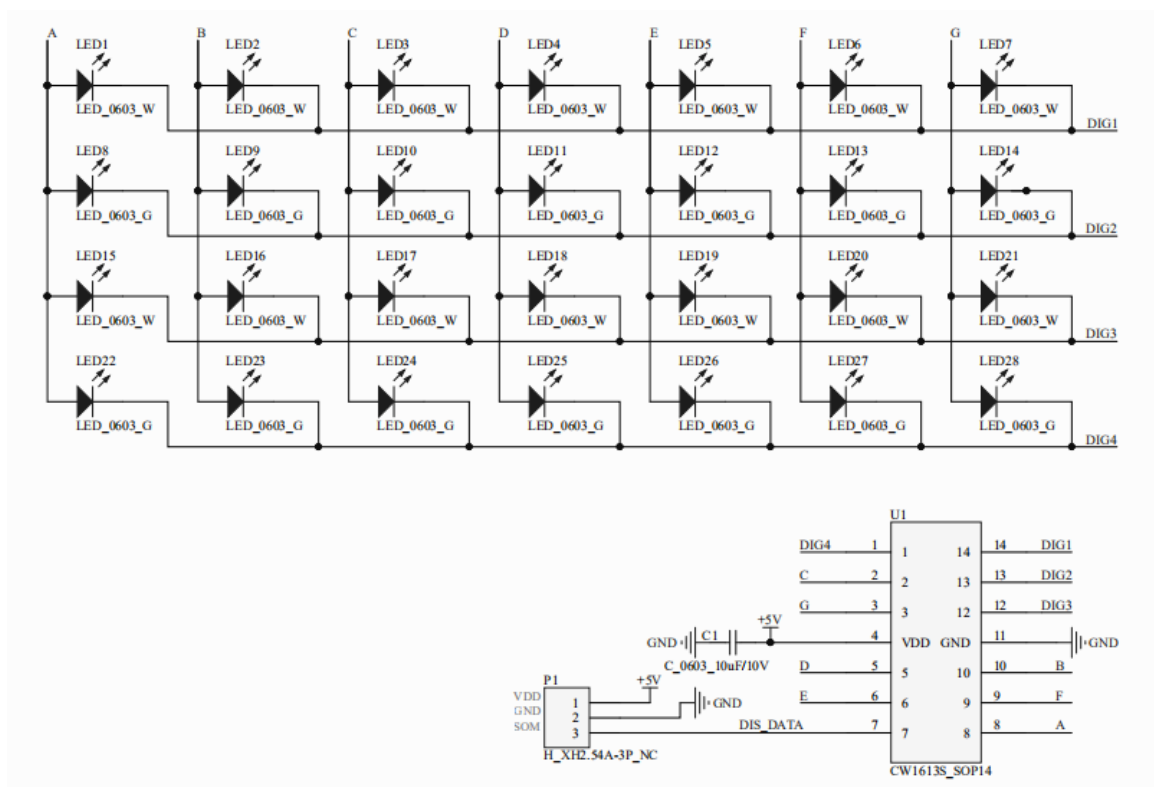 A B C D E F G
LED1 LED2 LED3 LED4 LED5 LED6 LED7
LED_0603_W LED_0603_W LED_0603_W LED_0603_W LED_0603_W LED_0603_W LED_0603_W
DIG1
LED8 LED9 LED10 LED11 LED12 LED13 LED14
LED_0603_G LED_0603_G LED_0603_G LED_0603_G LED_0603_G LED_0603_G LED_0603_G
DIG2
LED15 LED16 LED17 LED18 LED19 LED20 LED21
LED_0603_W LED_0603_W LED_0603_W LED_0603_W LED_0603_W LED_0603_W LED_0603_W
DIG3
LED22 LED23 LED24 LED25 LED26 LED27 LED28
LED_0603_G LED_0603_G LED_0603_G LED_0603_G LED_0603_G LED_0603_G LED_0603_G
DIG4
U1
DIG4 1 1 14 14 DIG1
C 2 2 13 13 DIG2
G 3 3 12 12 DIG3
+5V
GND C1 4 VDD GND 11 GND
C_0603_10uF/10V
D 5 5 10 10 B
P1 +5V
VDD 1
E 6 6 9 9 F
GND 2 GND
SOM 3 DIS_DATA 7 7 8 8 A
H_XH2.54A-3P_NC
CW1613S_SOP14